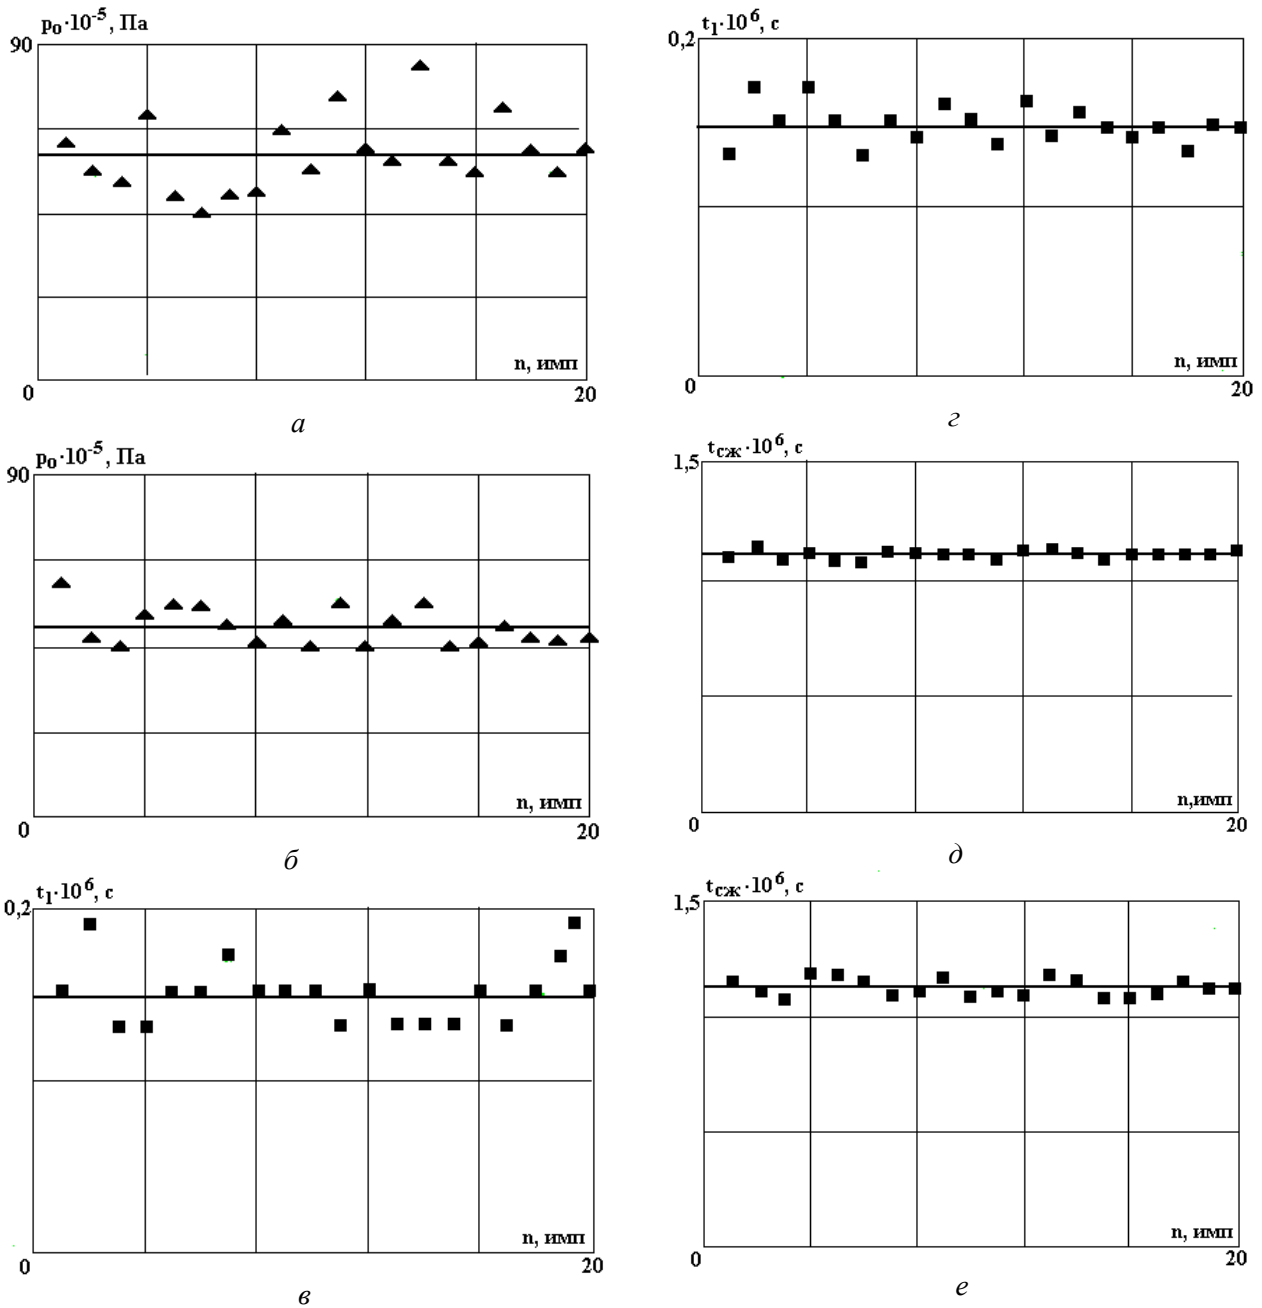 p₀·10⁻⁵, Па
90
n, имп
0
20
а
p₀·10⁻⁵, Па
90
n, имп
0
20
б
t₁·10⁶, с
0,2
n, имп
0
20
в
t₁·10⁶, с
0,2
n, имп
0
20
г
tсж·10⁶, с
1,5
n,имп
0
20
д
tсж·10⁶, с
1,5
n, имп
0
20
е